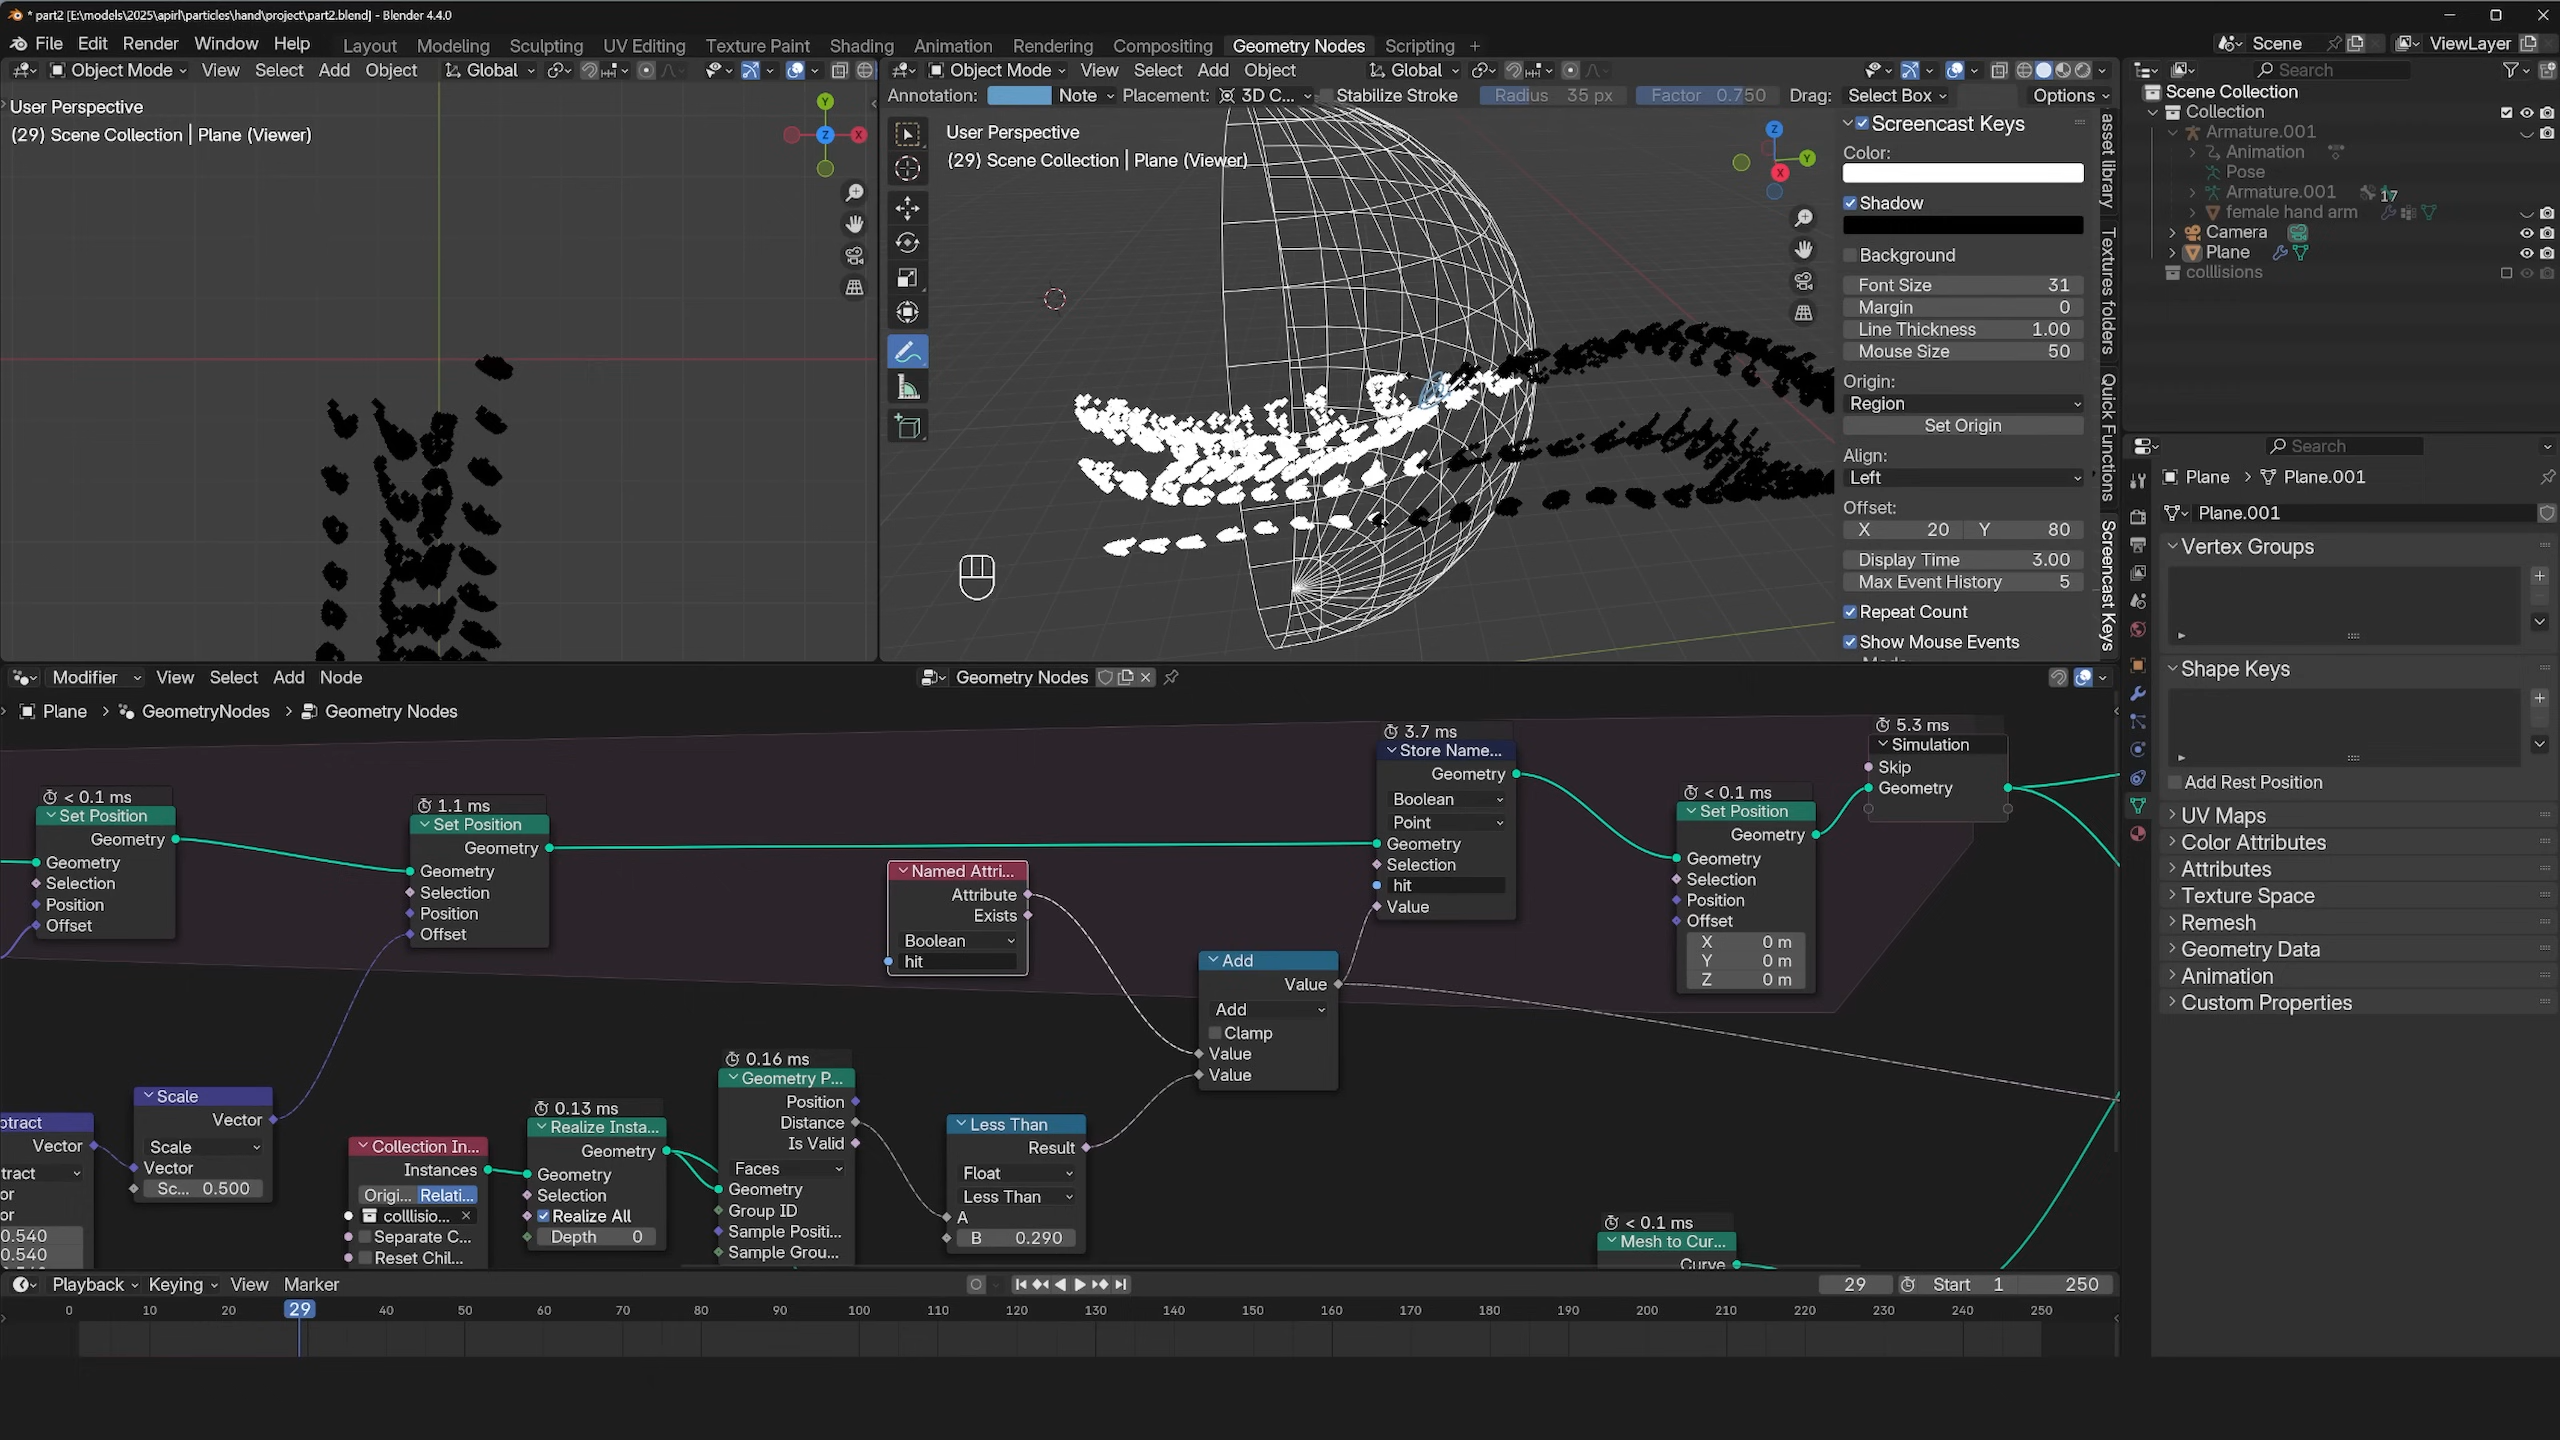 * part2 [E:\models\2025\apirl\particles\hand\project\part2.blend] - Blender 4.4.0
File Edit Render Window Help Layout Modeling Sculpting UV Editing Texture Paint Shading Animation Rendering Compositing Geometry Nodes Scripting + Scene ViewLayer
Object Mode View Select Add Object Global
Object Mode View Select Add Object Global
Search
Annotation: Note Placement: 3D C... Stabilize Stroke Radius 35 px Factor 0.750 Drag: Select Box Options
User Perspective
(29) Scene Collection | Plane (Viewer)
Y
Z
X
User Perspective
(29) Scene Collection | Plane (Viewer)
Z
Y
X
Screencast Keys
Color:
Shadow
Background
Font Size 31
Margin 0
Line Thickness 1.00
Mouse Size 50
Origin:
Region
Set Origin
Align:
Left
Offset:
X 20 Y 80
Display Time 3.00
Max Event History 5
Repeat Count
Show Mouse Events
asset library
Textures folders
Quick Functions
Screencast Keys
Scene Collection
Collection
Armature.001
Animation
Pose
Armature.001 17
female hand arm
Camera
Plane
colllisions
Search
Plane > Plane.001
Plane.001
Vertex Groups
Shape Keys
Add Rest Position
UV Maps
Color Attributes
Attributes
Texture Space
Remesh
Geometry Data
Animation
Custom Properties
Modifier View Select Add Node Geometry Nodes
Plane > GeometryNodes > Geometry Nodes
< 0.1 ms
Set Position
Geometry
Geometry
Selection
Position
Offset
1.1 ms
Set Position
Geometry
Geometry
Selection
Position
Offset
Named Attri...
Attribute
Exists
Boolean
hit
3.7 ms
Store Name...
Geometry
Boolean
Point
Geometry
Selection
hit
Value
< 0.1 ms
Set Position
Geometry
Geometry
Selection
Position
Offset
X 0 m
Y 0 m
Z 0 m
5.3 ms
Simulation
Skip
Geometry
Add
Value
Add
Clamp
Value
Value
otract
Vector
tract
or
or
0.540
0.540
Scale
Vector
Scale
Vector
Sc... 0.500
Collection In...
Instances
Origi... Relati...
colllisio...
Separate C...
Reset Chil...
0.13 ms
Realize Insta...
Geometry
Geometry
Selection
Realize All
Depth 0
0.16 ms
Geometry P...
Position
Distance
Is Valid
Faces
Geometry
Group ID
Sample Positi...
Sample Grou...
Less Than
Result
Float
Less Than
A
B 0.290
< 0.1 ms
Mesh to Cur...
Curve
Playback Keying View Marker 29 Start 1 250
0 10 20 29 40 50 60 70 80 90 100 110 120 130 140 150 160 170 180 190 200 210 220 230 240 250